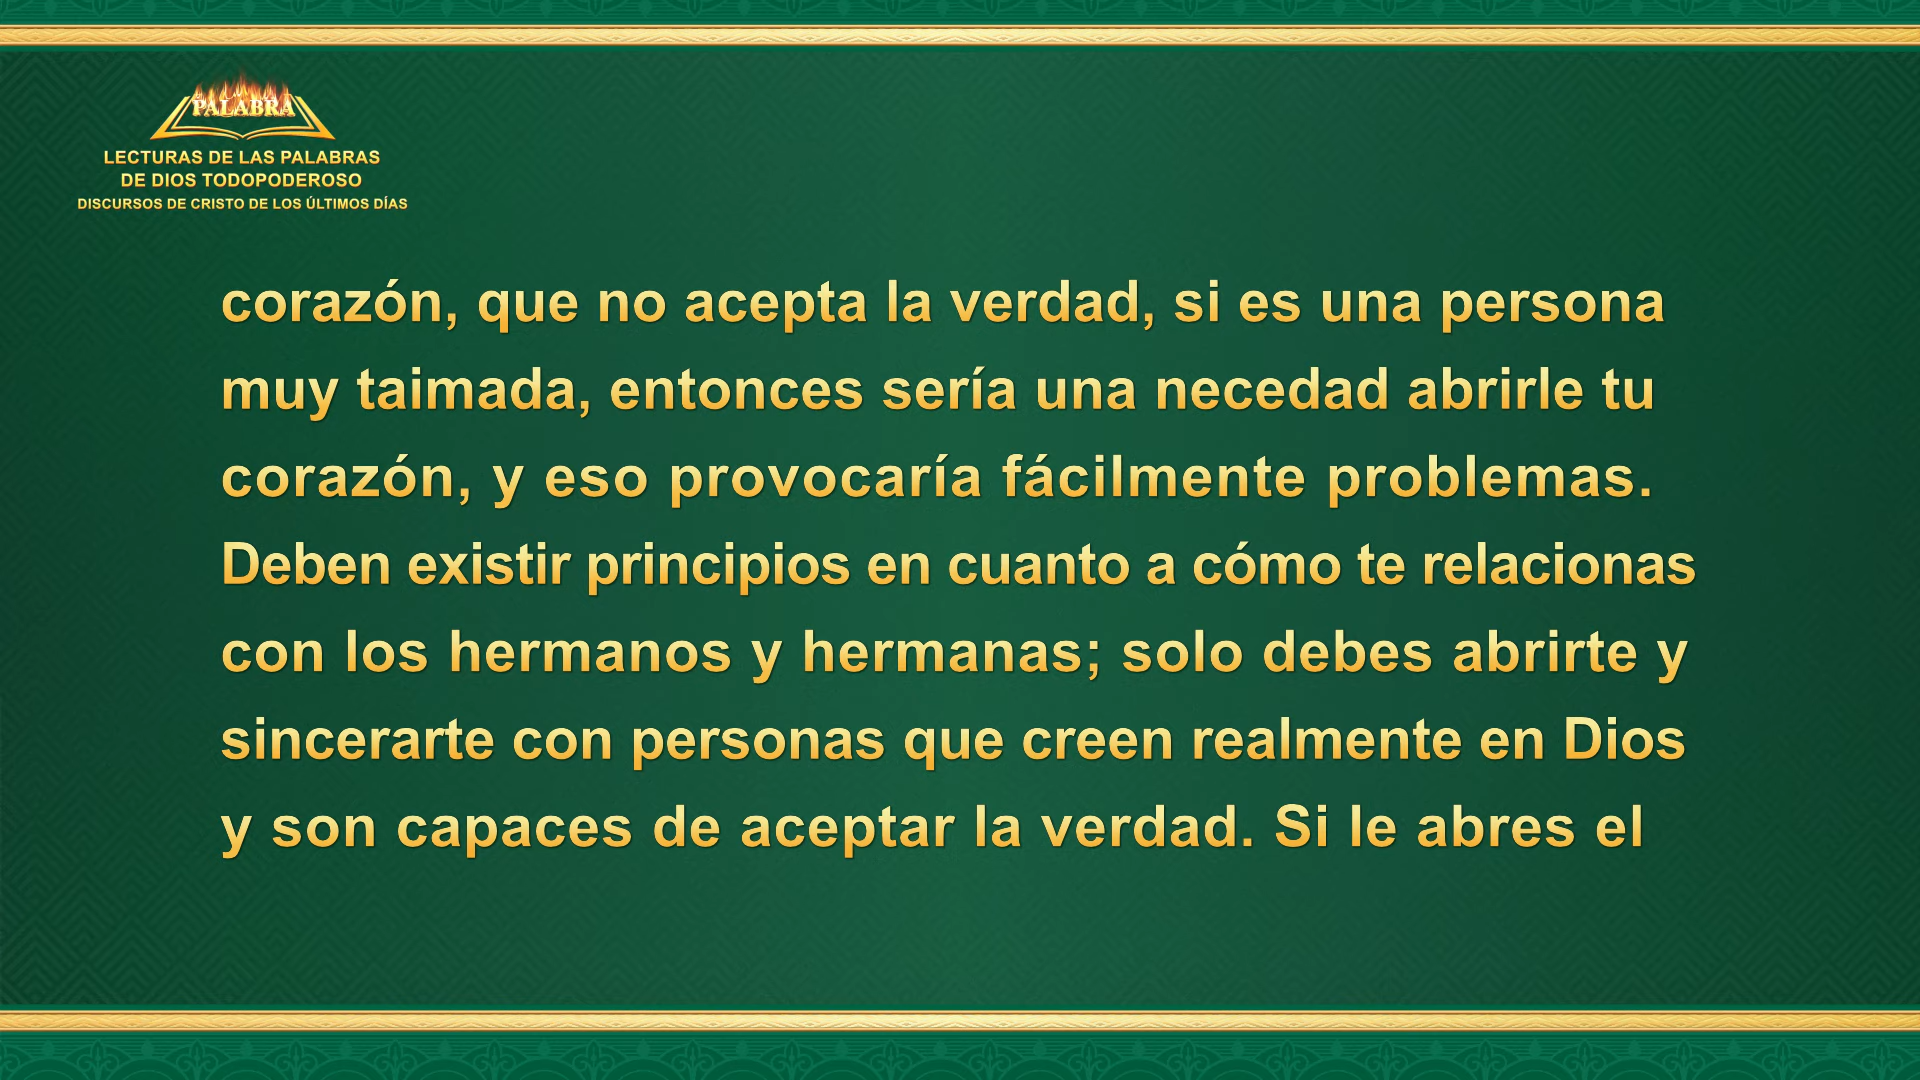 PALABRA
LECTURAS DE LAS PALABRAS
DE DIOS TODOPODEROSO
DISCURSOS DE CRISTO DE LOS ÚLTIMOS DÍAS
corazón, que no acepta la verdad, si es una persona
muy taimada, entonces sería una necedad abrirle tu
corazón, y eso provocaría fácilmente problemas.
Deben existir principios en cuanto a cómo te relacionas
con los hermanos y hermanas; solo debes abrirte y
sincerarte con personas que creen realmente en Dios
y son capaces de aceptar la verdad. Si le abres el